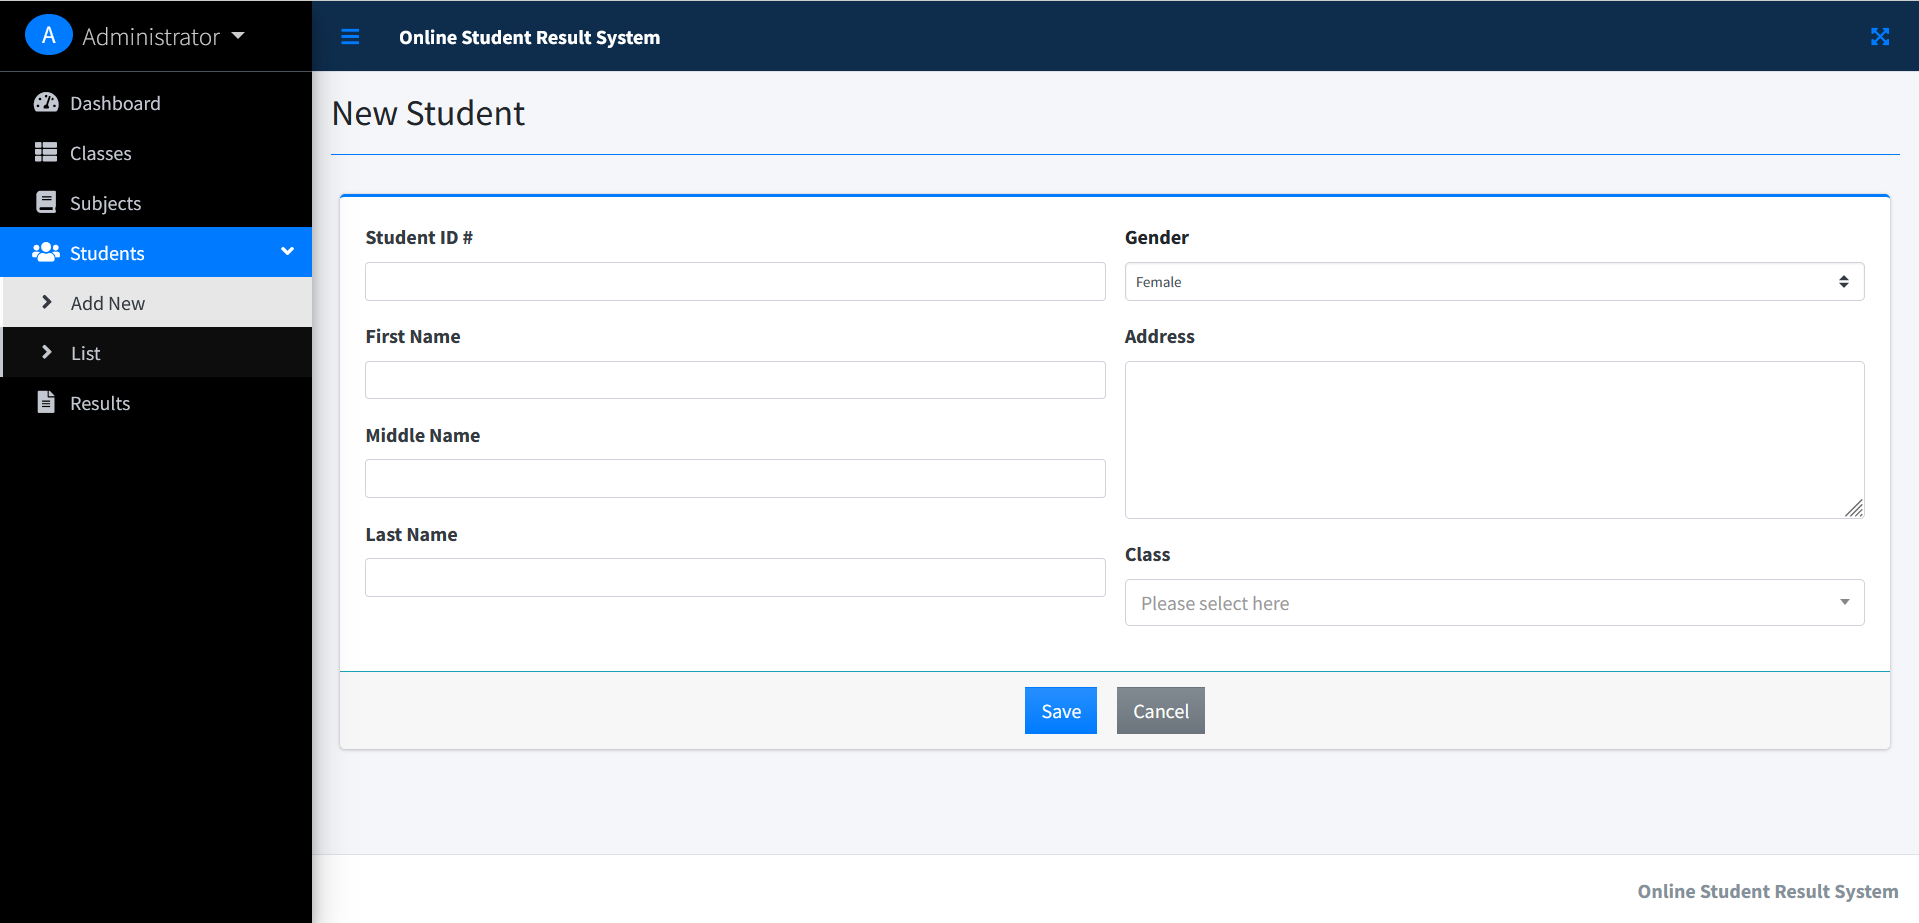 A Administrator
Online Student Result System
Dashboard
Classes
Subjects
Students
Add New
List
Results
New Student
Student ID #
First Name
Middle Name
Last Name
Gender
Female
Address
Class
Please select here
Save Cancel
Online Student Result System